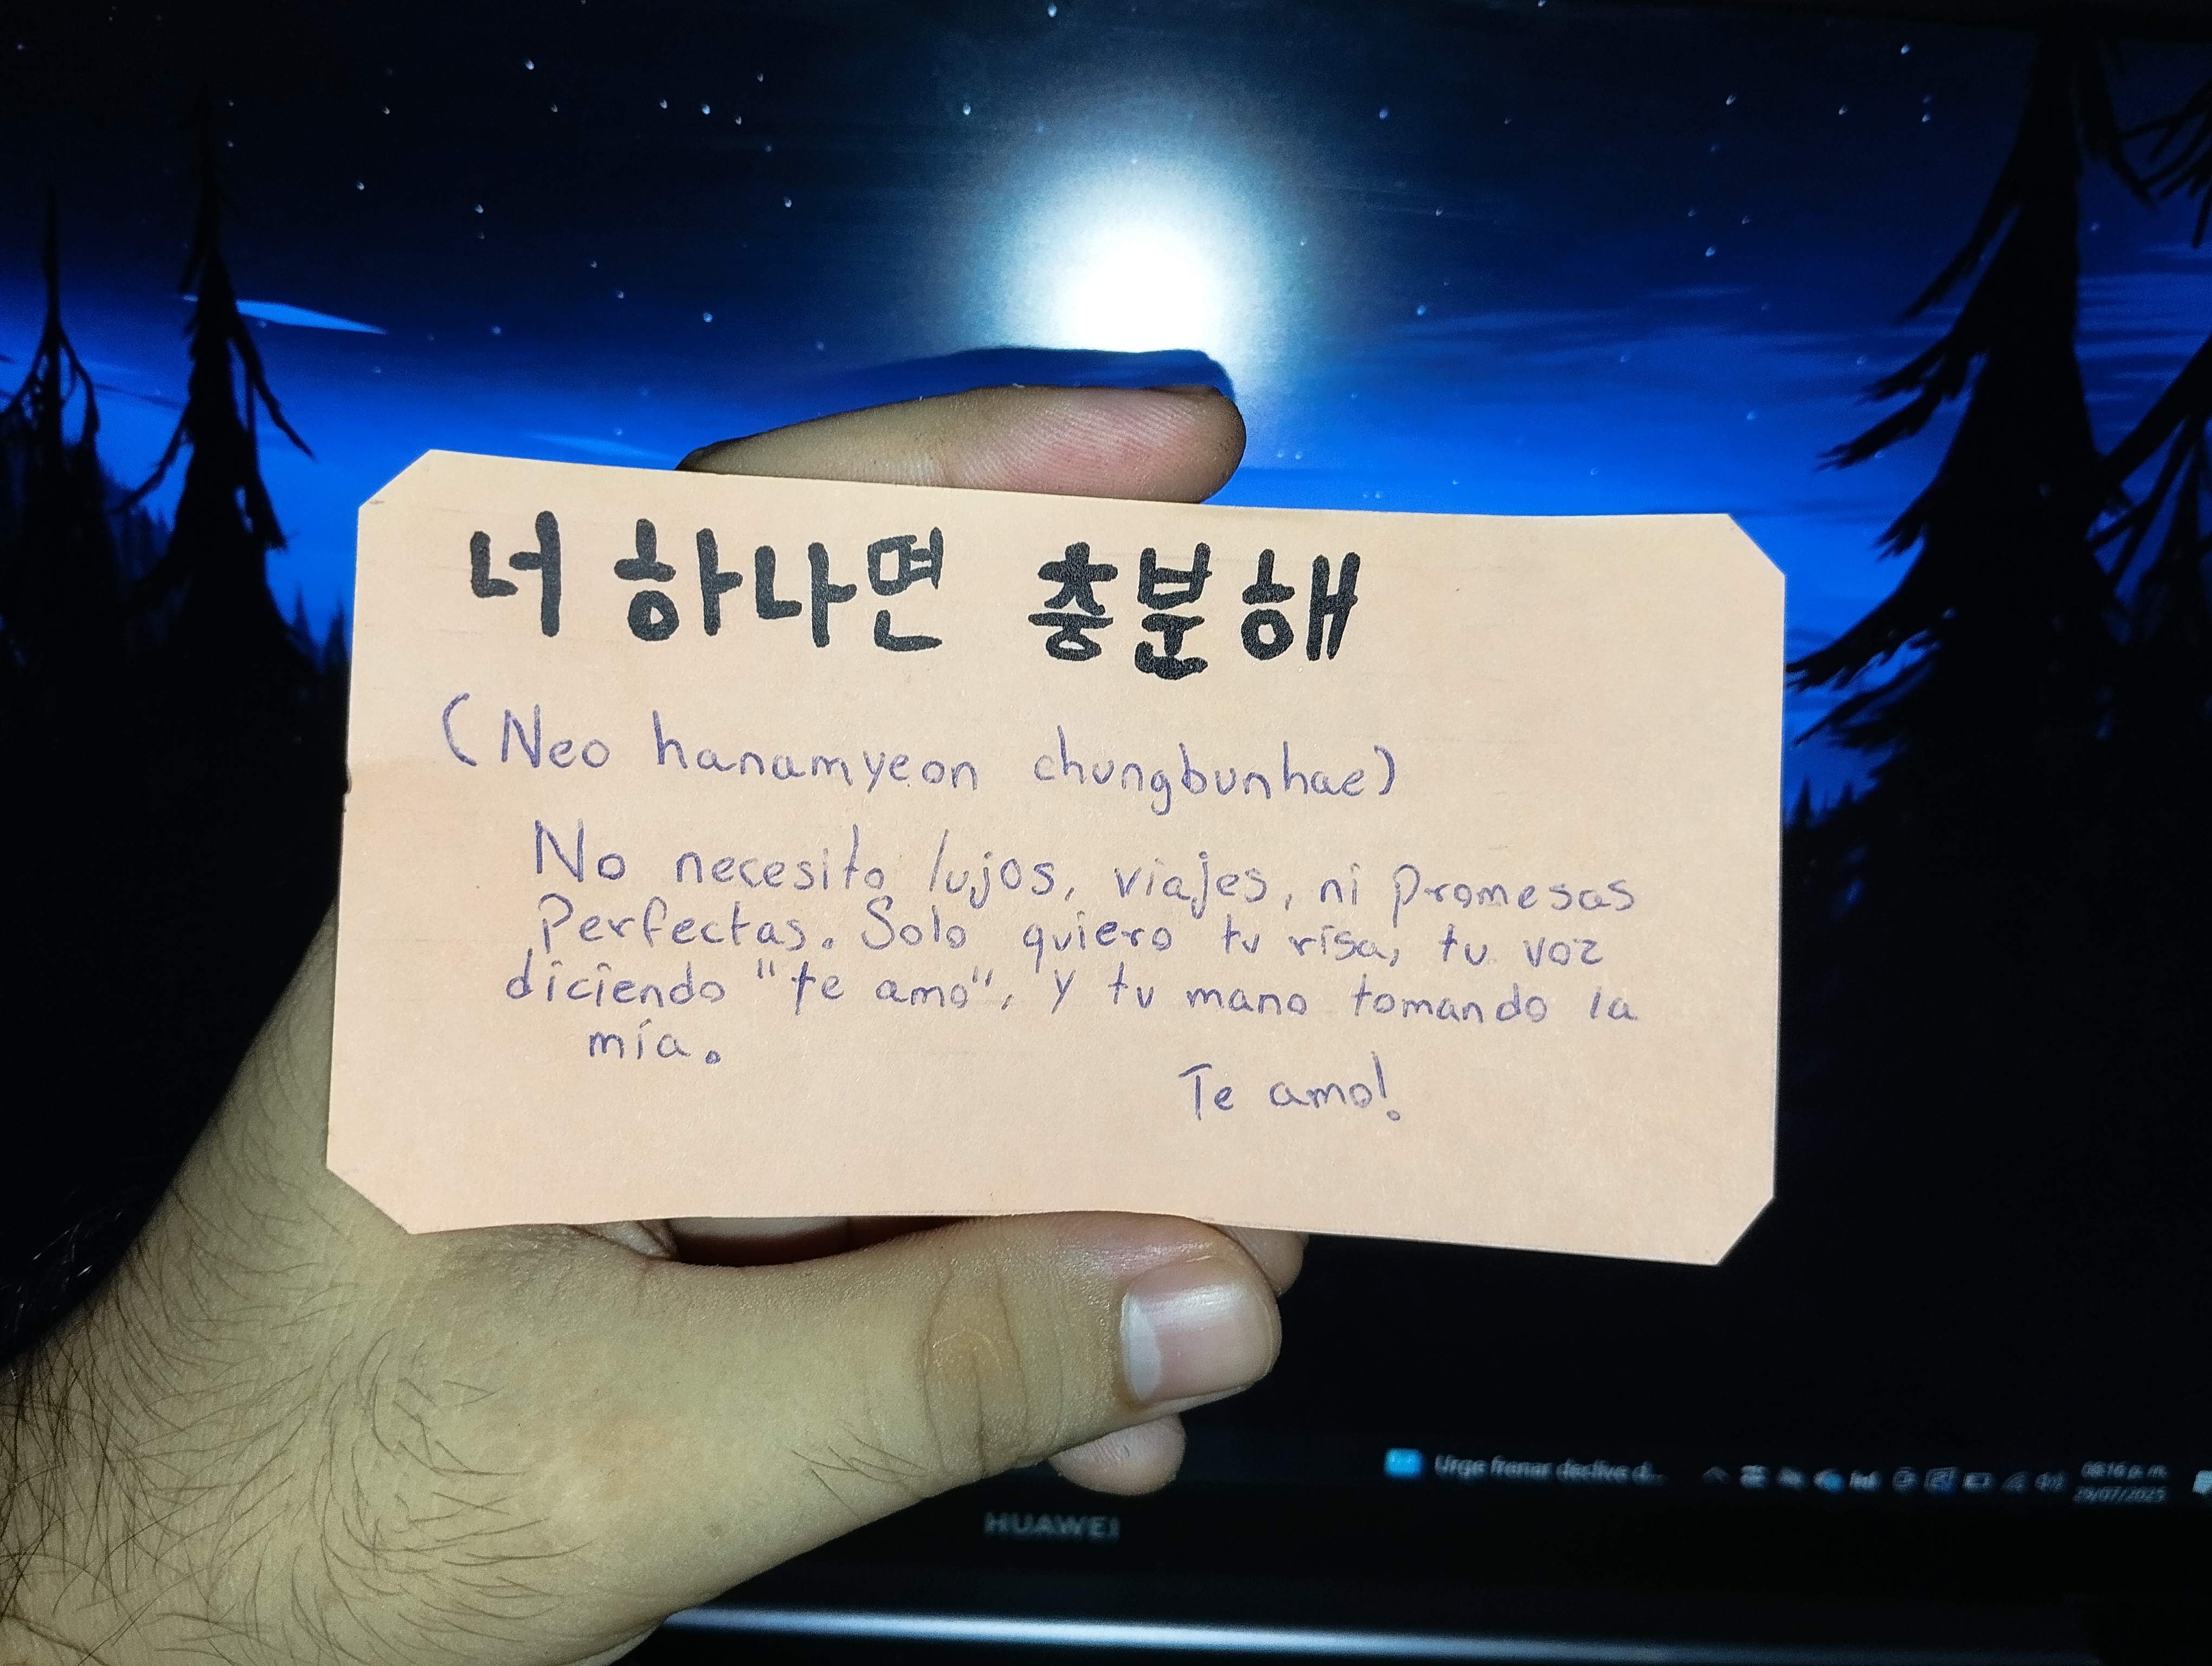 너 하나면 충분해
(Neo hanamyeon chungbunhae)
No necesito lujos, viajes, ni promesas
Perfectas. Solo quiero tu risa, tu voz
diciendo "te amo", y tu mano tomando la
mía.
Te amo!
Urge frenar declive d...
08:16 p. m.
29/07/2025
HUAWEI